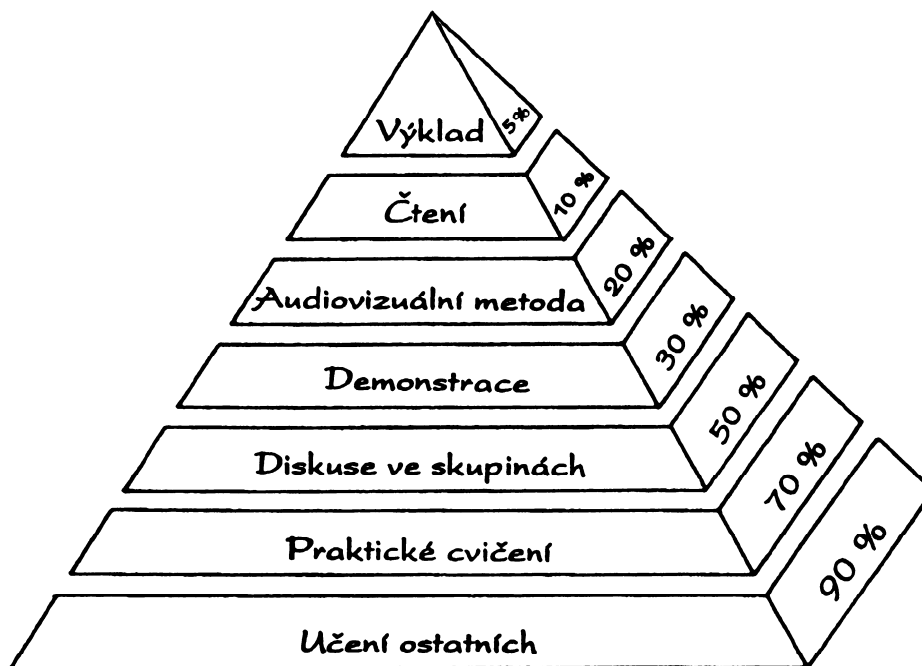 Výklad 5%
Čtení 10 %
Audiovizuální metoda 20 %
Demonstrace 30 %
Diskuse ve skupinách 50 %
Praktické cvičení 70 %
Učení ostatních 90 %